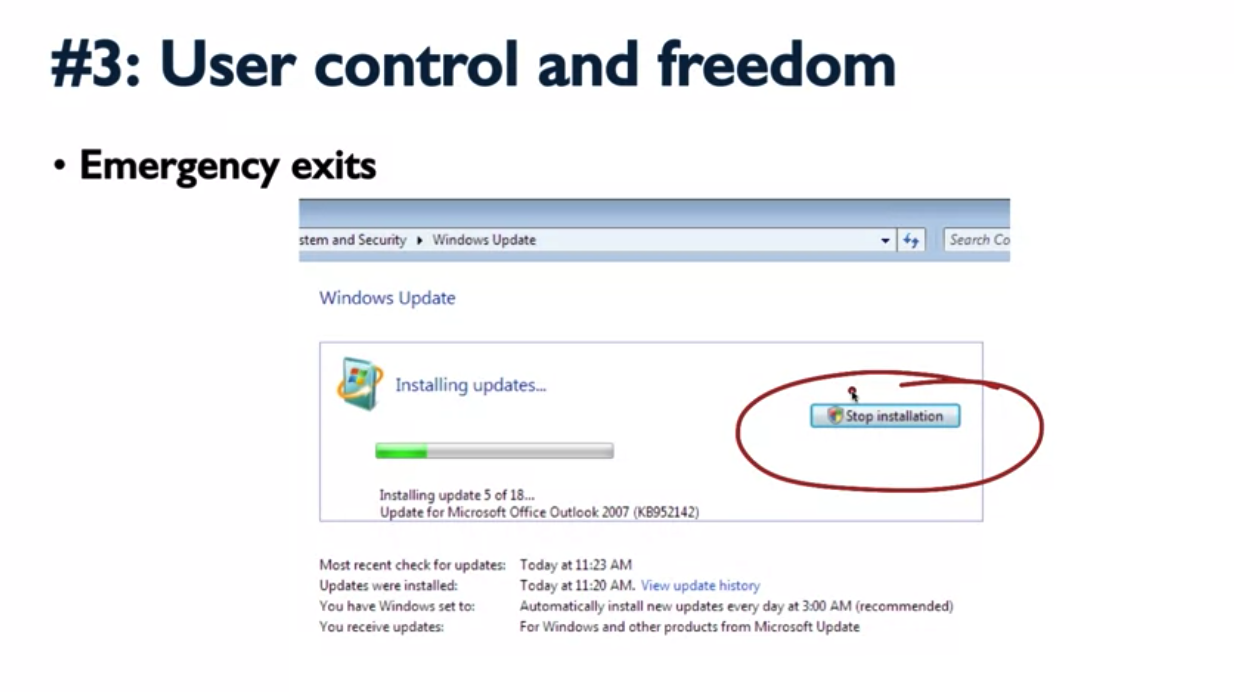 #3: User control and freedom
• Emergency exits
stem and Security ▸ Windows Update
Search Co
Windows Update
Installing updates...
Stop installation
Installing update 5 of 18...
Update for Microsoft Office Outlook 2007 (KB952142)
Most recent check for updates: Today at 11:23 AM
Updates were installed: Today at 11:20 AM. View update history
You have Windows set to: Automatically install new updates every day at 3:00 AM (recommended)
You receive updates: For Windows and other products from Microsoft Update